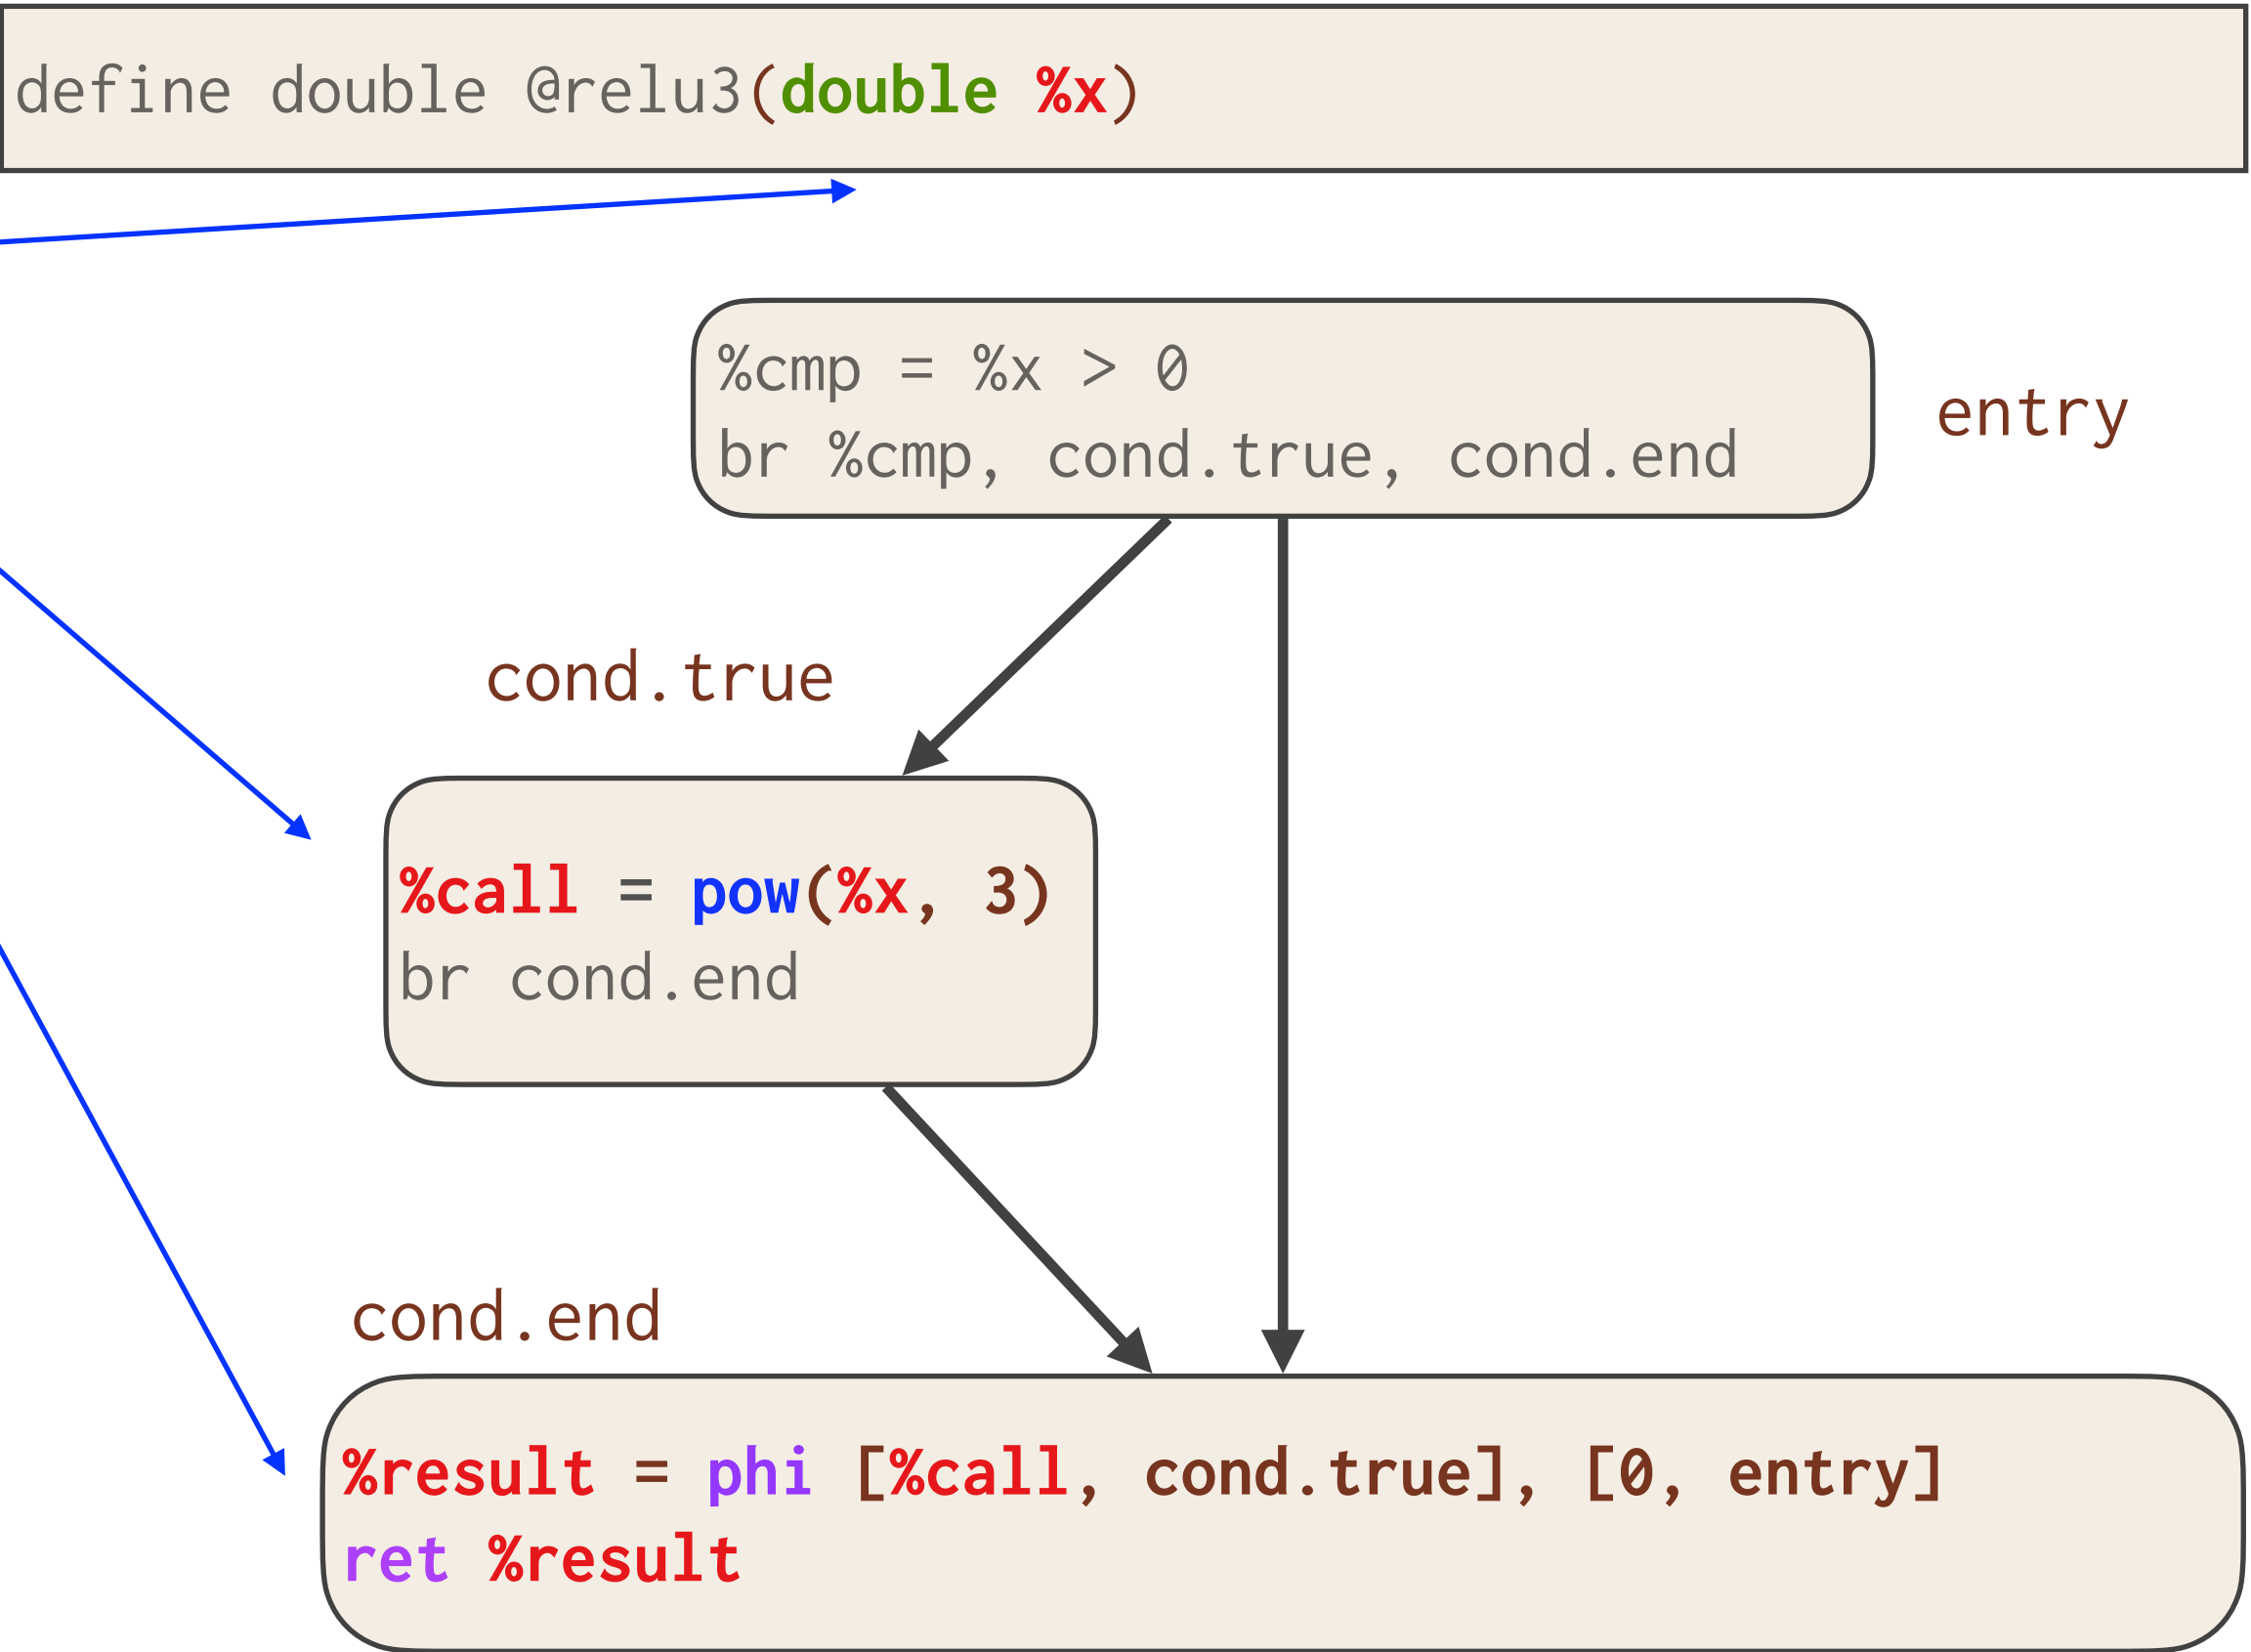 define double @relu3(double %x)
%cmp = %x > 0
br %cmp, cond.true, cond.end
entry
cond.true
%call = pow(%x, 3)
br cond.end
cond.end
%result = phi [%call, cond.true], [0, entry]
ret %result